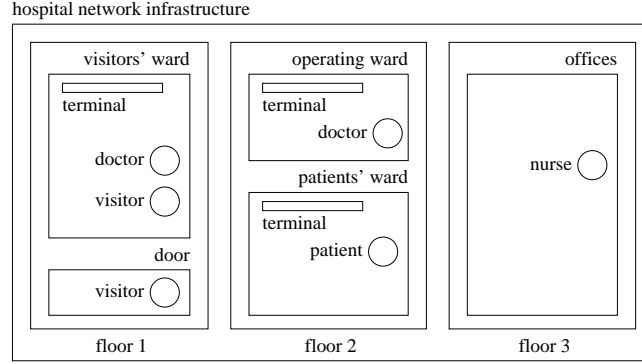 hospital network infrastructure
visitors' ward
terminal
doctor
visitor
door
visitor
floor 1
operating ward
terminal
doctor
patients' ward
terminal
patient
floor 2
offices
nurse
floor 3